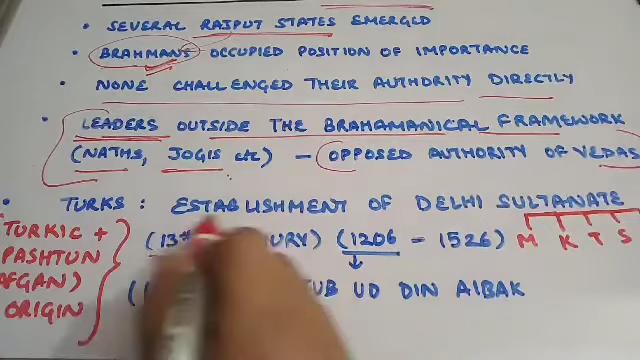 • SEVERAL RAJPUT STATES EMERGED
• BRAHMANS OCCUPIED POSITION OF IMPORTANCE
• NONE CHALLENGED THEIR AUTHORITY DIRECTLY
• LEADERS OUTSIDE THE BRAHAMANICAL FRAMEWORK
(NATHS, JOGIS etc) - OPPOSED AUTHORITY OF VEDAS
• TURKS : ESTABLISHMENT OF DELHI SULTANATE
TURKIC +
PASHTUN
AFGAN)
ORIGIN
(13th URY) (1206 - 1526) M K T S
UB UD DIN AIBAK